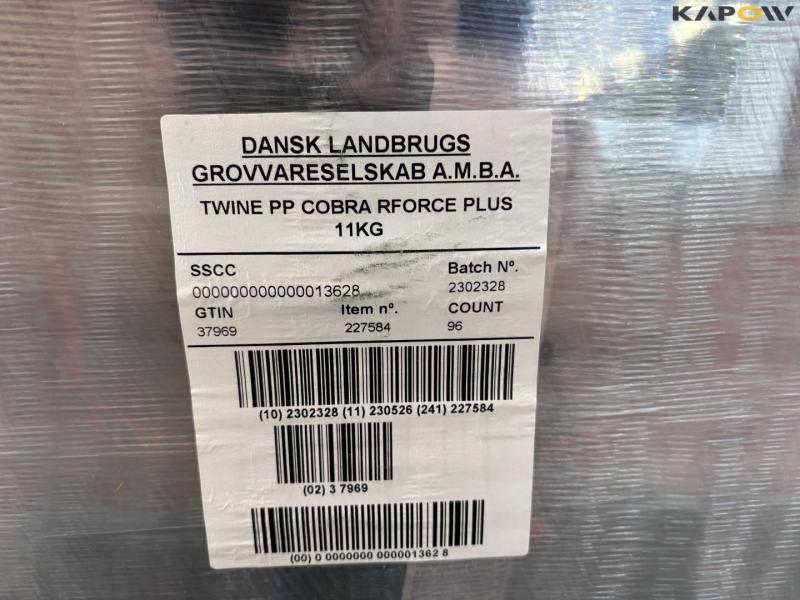 KAPOW
DANSK LANDBRUGS
GROVVARESELSKAB A.M.B.A.
TWINE PP COBRA RFORCE PLUS
11KG
SSCC
000000000000013628
Batch Nº.
2302328
GTIN
37969
Item nº.
227584
COUNT
96
(10) 2302328 (11) 230526 (241) 227584
(02) 3 7969
(00) 0 0000000 000001362 8